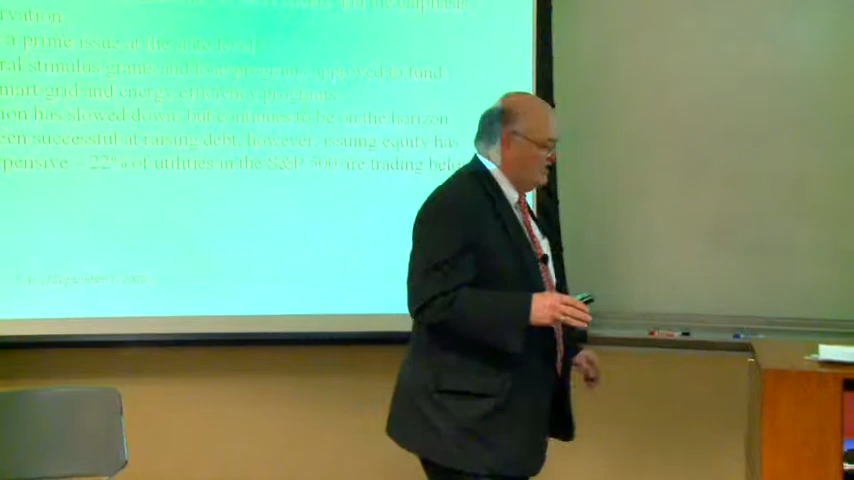 rvation
a prime issue at the state level
ral stimulus grants and loan programs approved to fund
mart grid and energy efficiency programs
ion has slowed down, but continues to be on the horizon
een successful at raising debt, however, issuing equity has
pensive - 22% of utilities in the S&P 500 are trading below